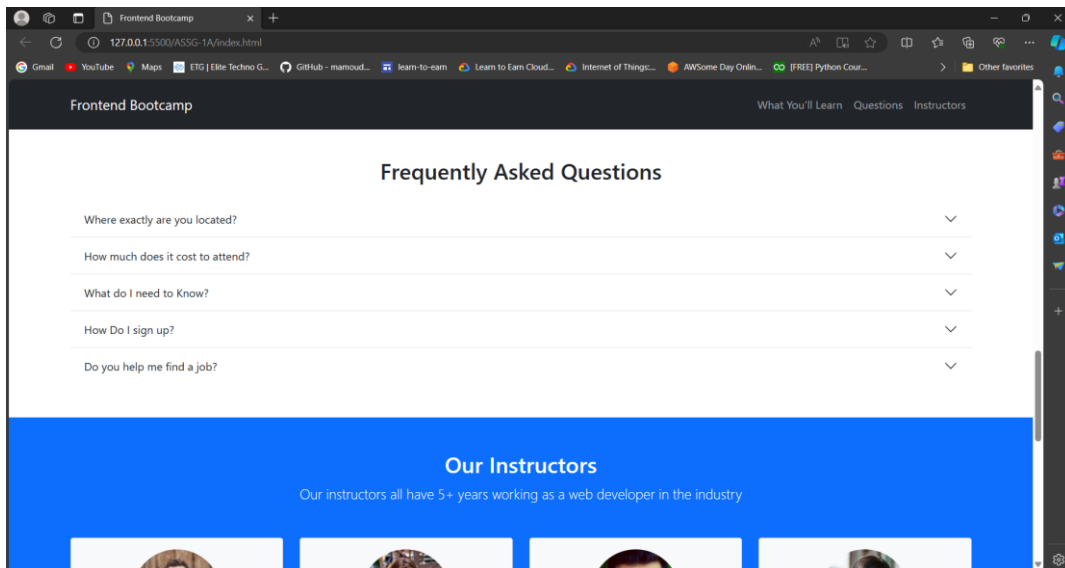 Frontend Bootcamp
127.0.0.1:5500/ASSG-1A/index.html
Gmail YouTube Maps ETG | Elite Techno G... GitHub - mamoud... learn-to-earn Learn to Earn Cloud... Internet of Things:... AWSome Day Onlin... [FREE] Python Cour... Other favorites
Frontend Bootcamp What You'll Learn Questions Instructors
Frequently Asked Questions
Where exactly are you located?
How much does it cost to attend?
What do I need to Know?
How Do I sign up?
Do you help me find a job?
Our Instructors
Our instructors all have 5+ years working as a web developer in the industry